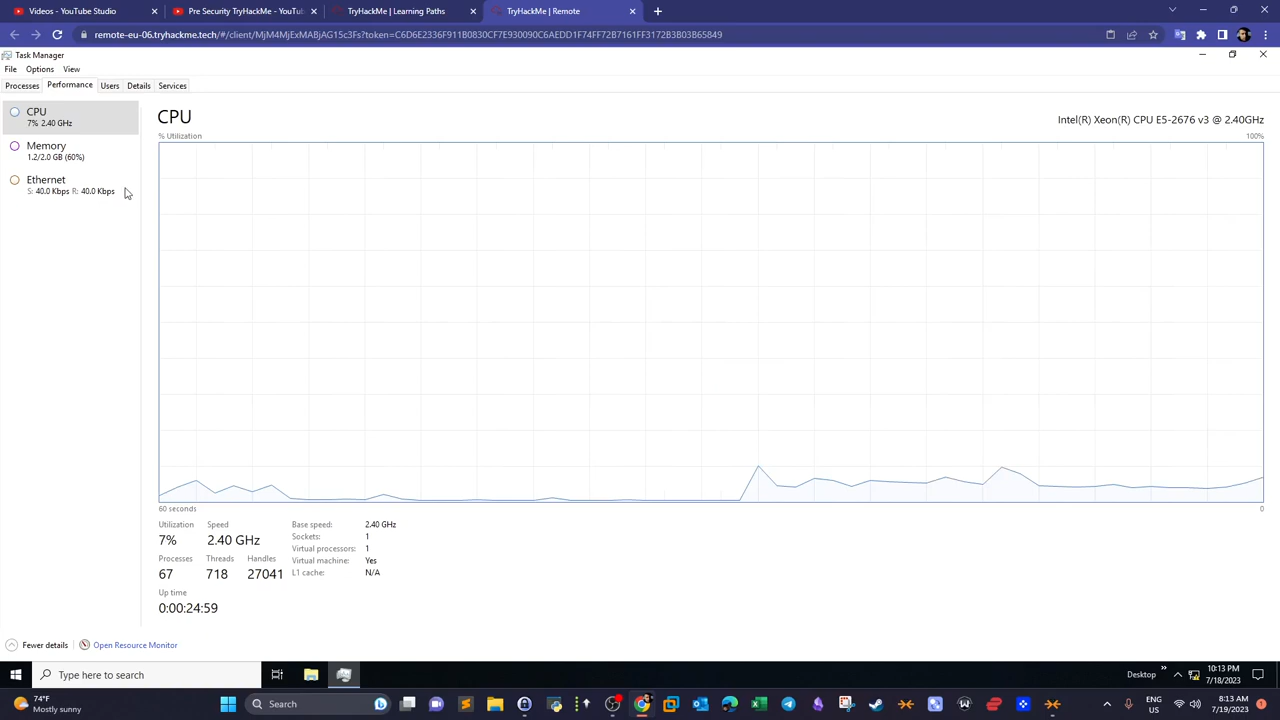 Videos - YouTube Studio
Pre Security TryHackMe - YouTub
TryHackMe | Learning Paths
TryHackMe | Remote
remote-eu-06.tryhackme.tech/#/client/MjM4MjExMABjAG15c3Fs?token=C6D6E2336F911B0830CF7E930090C6AEDD1F74FF72B7161FF3172B3B03B65849
Task Manager
File Options View
Processes Performance Users Details Services
CPU
7% 2.40 GHz
Memory
1.2/2.0 GB (60%)
Ethernet
S: 40.0 Kbps R: 40.0 Kbps
CPU
Intel(R) Xeon(R) CPU E5-2676 v3 @ 2.40GHz
% Utilization
100%
60 seconds
0
Utilization Speed
7% 2.40 GHz
Processes Threads Handles
67 718 27041
Up time
0:00:24:59
Base speed: 2.40 GHz
Sockets: 1
Virtual processors: 1
Virtual machine: Yes
L1 cache: N/A
Fewer details
Open Resource Monitor
Type here to search
Desktop
10:13 PM
7/18/2023
74°F
Mostly sunny
Search
ENG
US
8:13 AM
7/19/2023